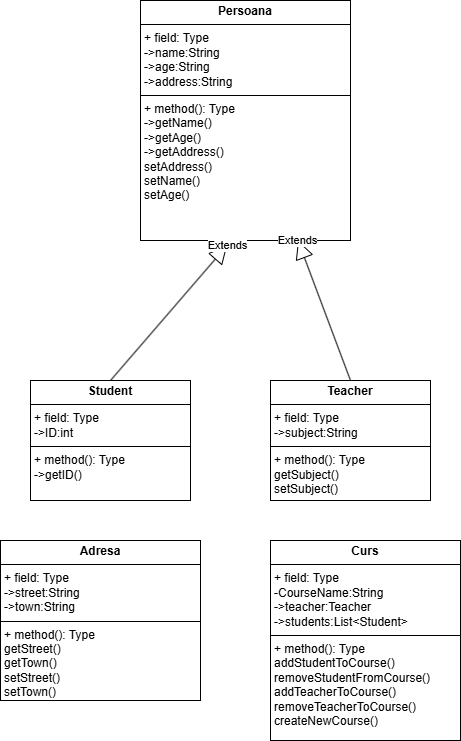 Persoana
+ field: Type
->name:String
->age:String
->address:String
+ method(): Type
->getName()
->getAge()
->getAddress()
setAddress()
setName()
setAge()
Extends
Extends
Student
+ field: Type
->ID:int
+ method(): Type
->getID()
Teacher
+ field: Type
->subject:String
+ method(): Type
getSubject()
setSubject()
Adresa
+ field: Type
->street:String
->town:String
+ method(): Type
getStreet()
getTown()
setStreet()
setTown()
Curs
+ field: Type
-CourseName:String
->teacher:Teacher
->students:List<Student>
+ method(): Type
addStudentToCourse()
removeStudentFromCourse()
addTeacherToCourse()
removeTeacherToCourse()
createNewCourse()